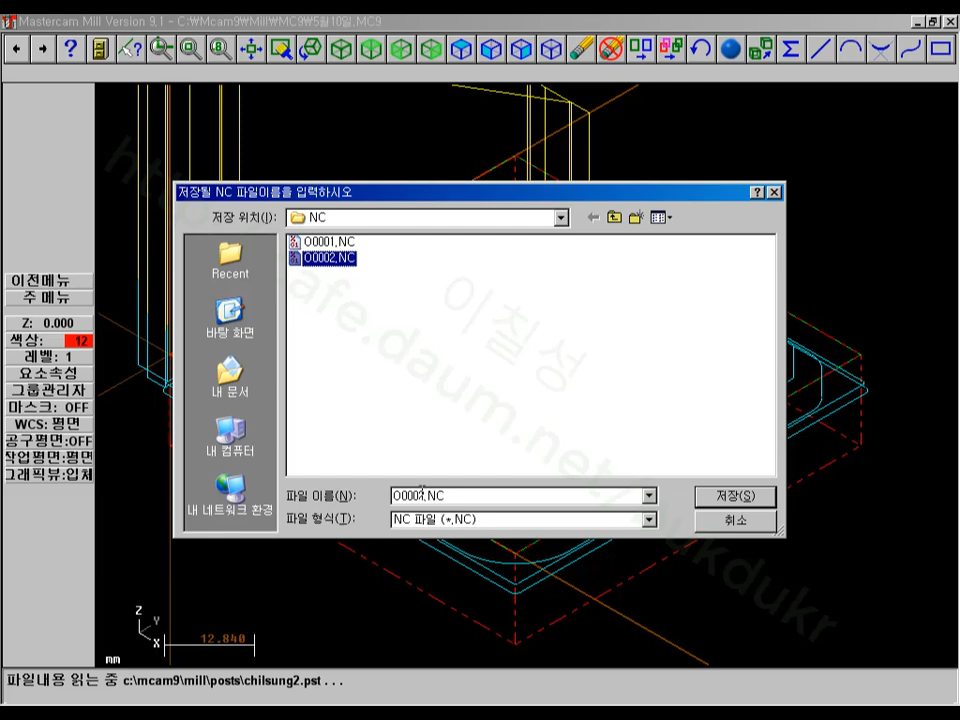 Mastercam Mill Version 9.1 - C:\Mcam9\Mill\MC9\5월10일.MC9
저장될 NC 파일이름을 입력하시오
저장 위치(I):
NC
O0001.NC
O0002.NC
Recent
바탕 화면
내 문서
내 컴퓨터
내 네트워크 환경
파일 이름(N):
파일 형식(T):
NC 파일 (*.NC)
저장(S)
취소
이전메뉴
주 메뉴
Z: 0.000
색상: 12
레벨: 1
요소속성
그룹관리자
마스크: OFF
WCS: 평면
공구평면:OFF
작업평면:평면
그래픽뷰:입체
이칠성
Z
Y
X
12.840
mm
파일내용 읽는 중 c:\mcam9\mill\posts\chilsung2.pst . . .